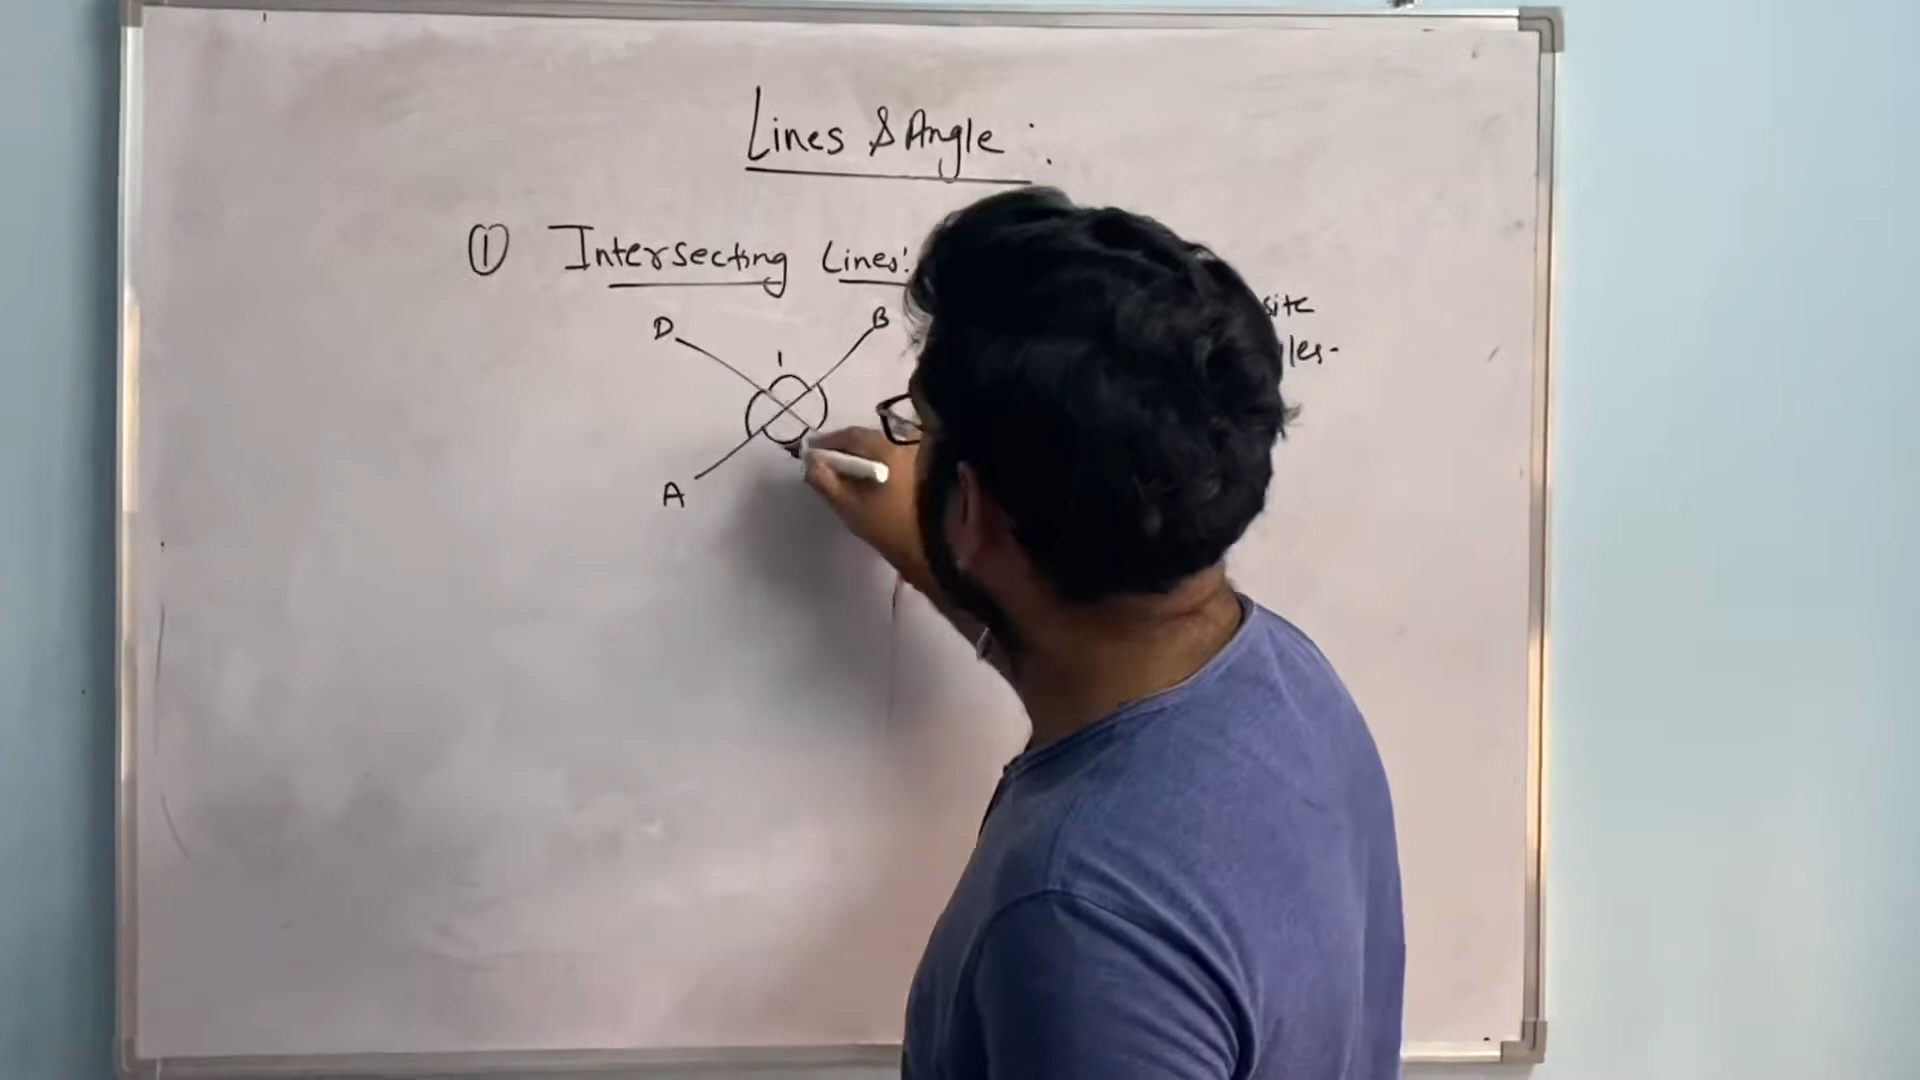 Lines & Angle :
① Intersecting Lines:
D
B
1
A